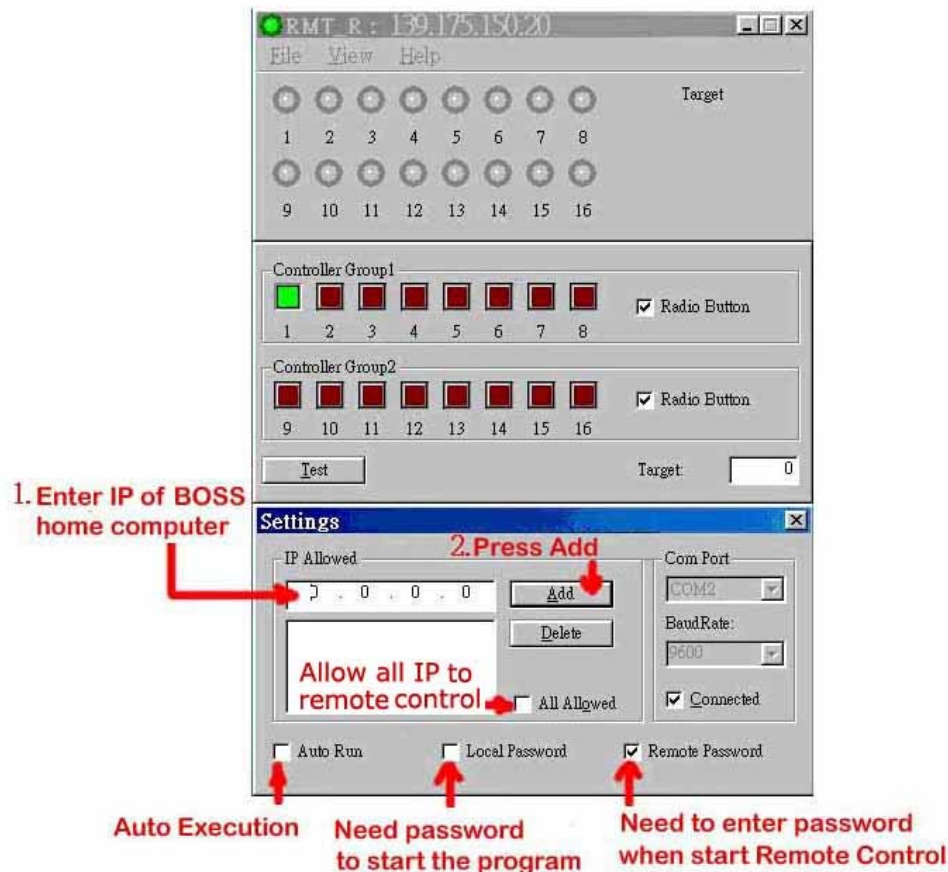 RMT_R : 139.175.150.20
File View Help
Target
1 2 3 4 5 6 7 8
9 10 11 12 13 14 15 16
Controller Group1
Radio Button
1 2 3 4 5 6 7 8
Controller Group2
Radio Button
9 10 11 12 13 14 15 16
Test Target: 0
1. Enter IP of BOSS
home computer
Settings
2. Press Add
IP Allowed
Com Port
0 . 0 . 0 . 0
Add
COM2
Delete
BaudRate:
9600
Allow all IP to
remote control
All Allowed
Connected
Auto Run Local Password Remote Password
Auto Execution
Need password
to start the program
Need to enter password
when start Remote Control